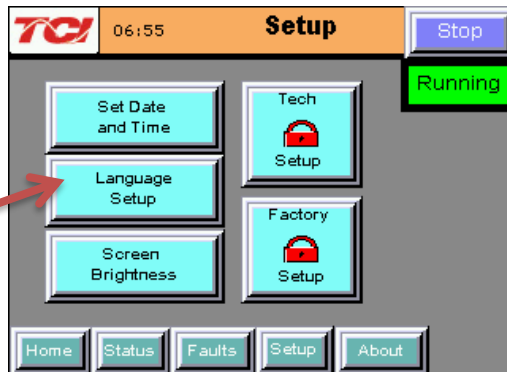 TCI 06:55 Setup Stop
Running
Set Date
and Time
Language
Setup
Screen
Brightness
Tech
Setup
Factory
Setup
Home Status Faults Setup About